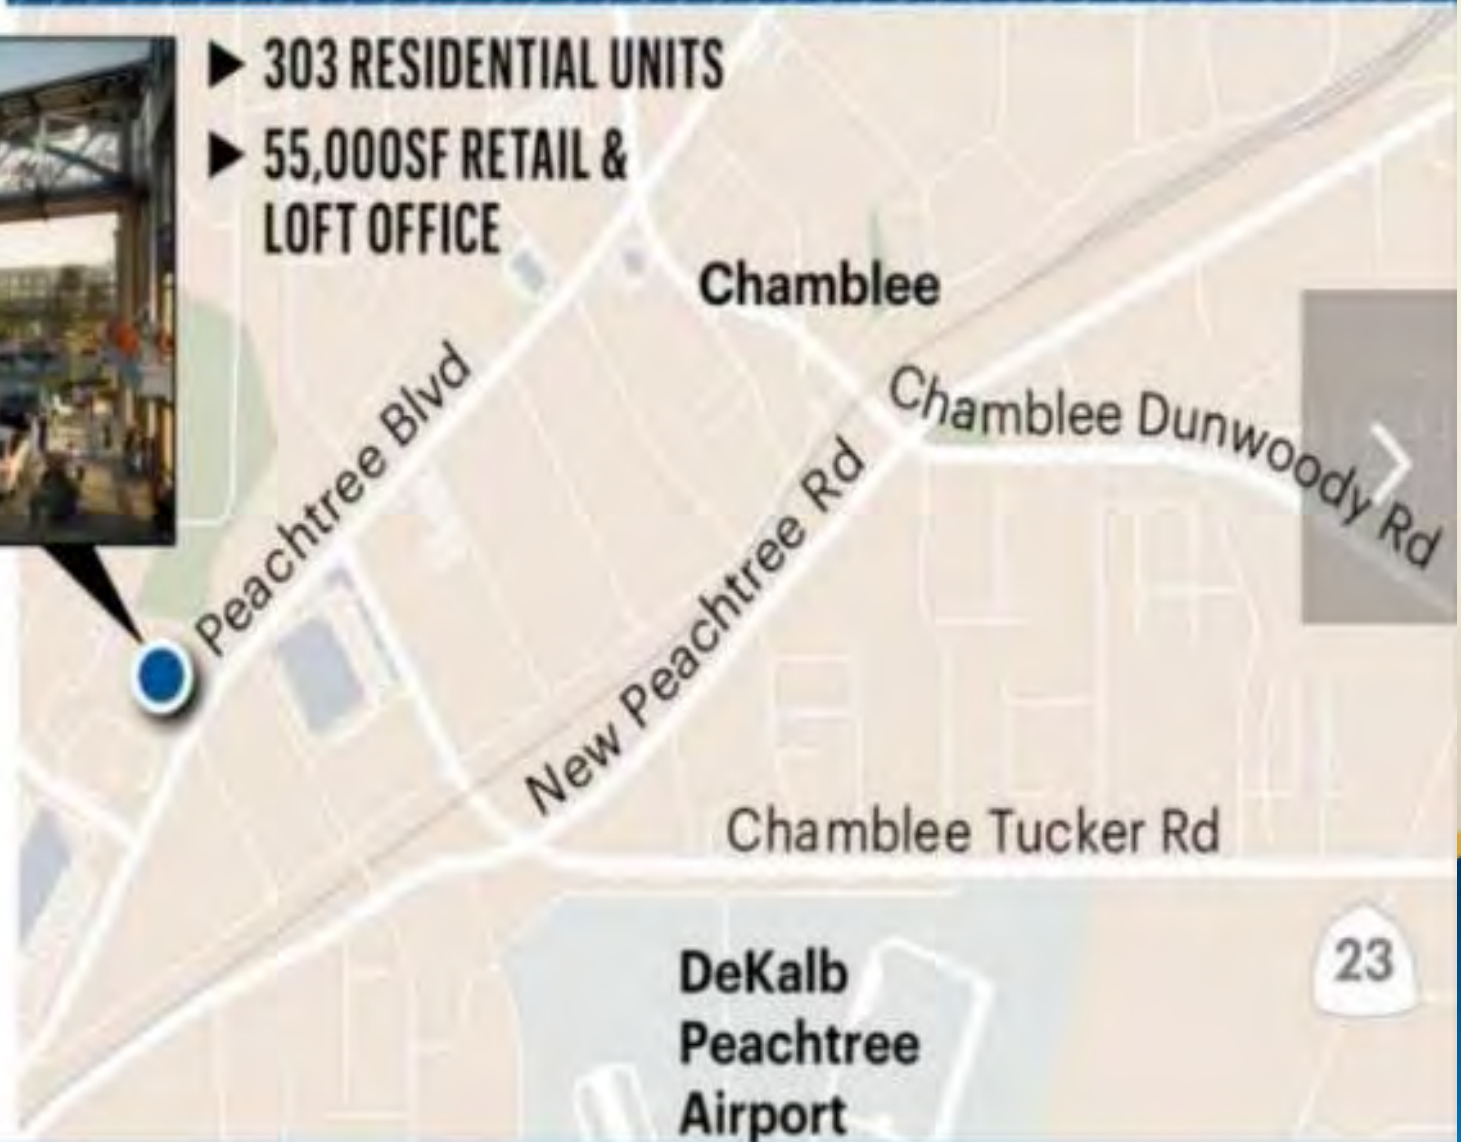 ▶ 303 RESIDENTIAL UNITS
▶ 55,000SF RETAIL &
LOFT OFFICE
Chamblee
Peachtree Blvd
Chamblee Dunwoody Rd
New Peachtree Rd
Chamblee Tucker Rd
DeKalb
Peachtree
Airport
23